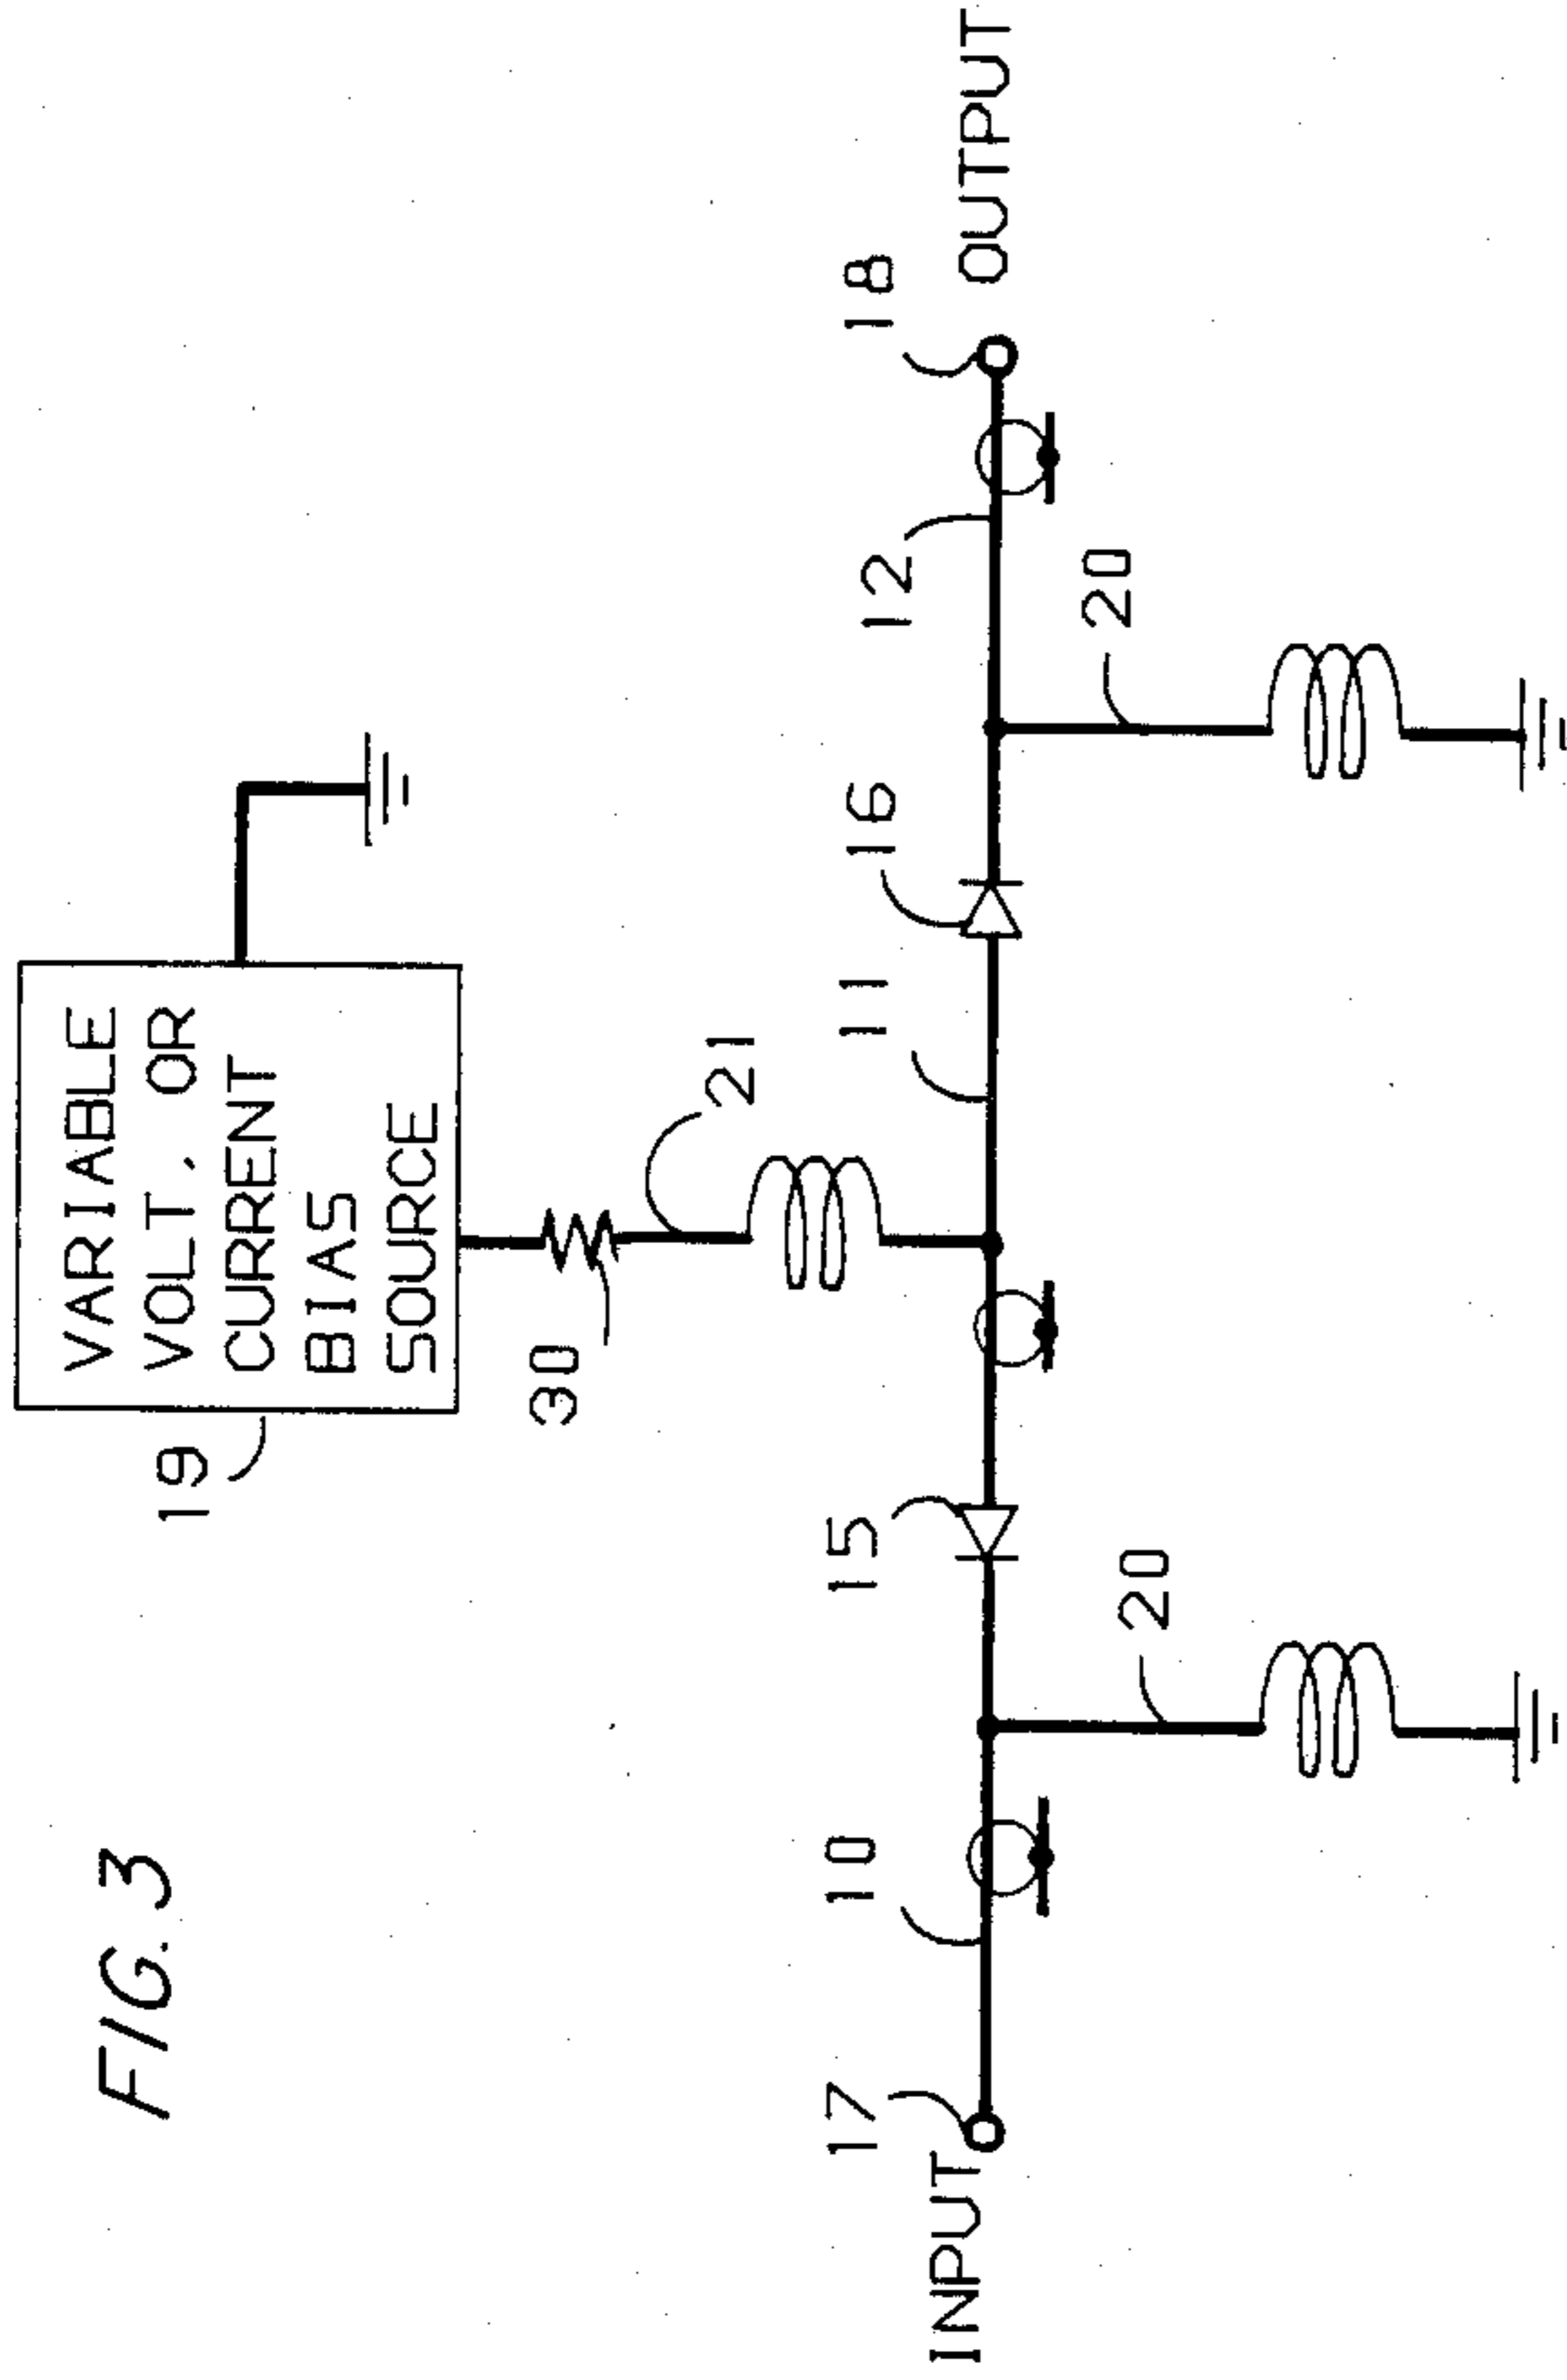 FIG. 3
VARIABLE
VOLT. OR
CURRENT
BIAS
SOURCE
19
30
21
17
10
15
11
16
12
18
INPUT
OUTPUT
20
20